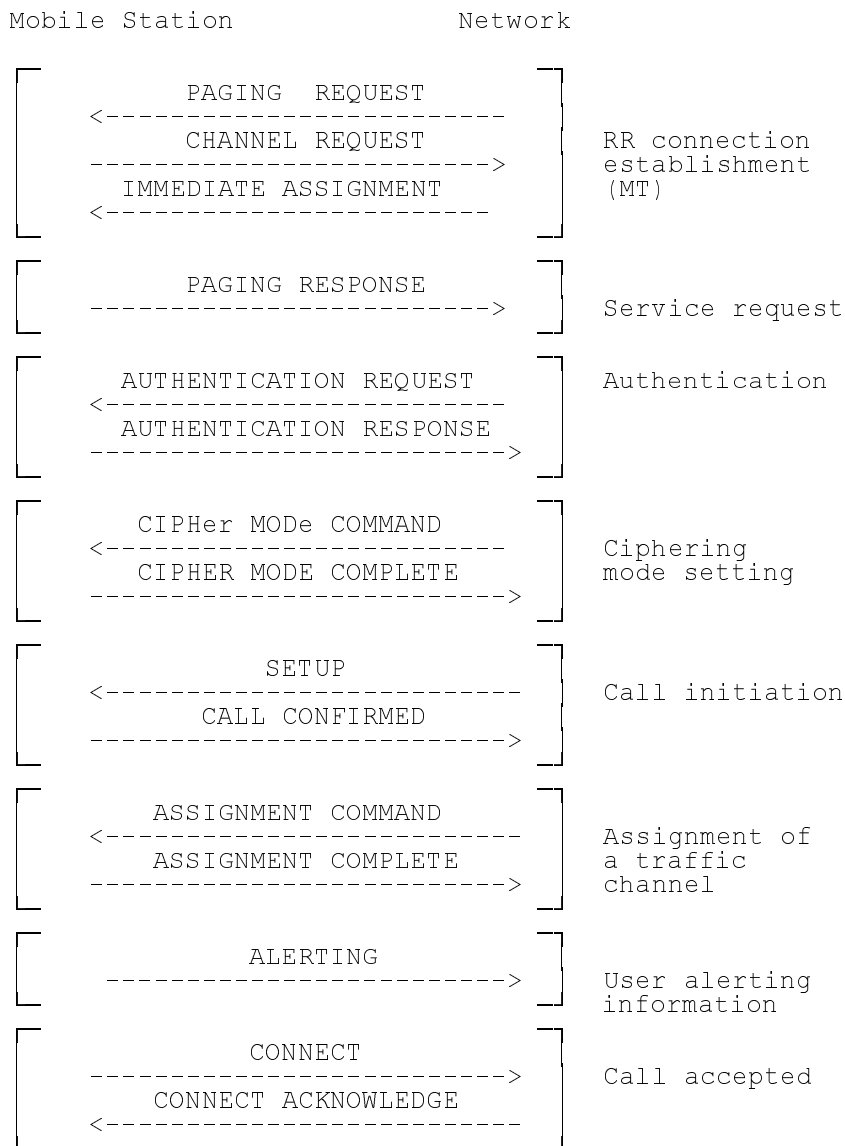 Mobile Station Network
PAGING REQUEST
<-------------------------
CHANNEL REQUEST
------------------------->
RR connection
establishment
(MT)
IMMEDIATE ASSIGNMENT
<------------------------
PAGING RESPONSE
------------------------->
Service request
AUTHENTICATION REQUEST
<-------------------------
Authentication
AUTHENTICATION RESPONSE
-------------------------->
CIPHer MODe COMMAND
<-------------------------
CIPHER MODE COMPLETE
-------------------------->
Ciphering
mode setting
SETUP
<--------------------------
Call initiation
CALL CONFIRMED
-------------------------->
ASSIGNMENT COMMAND
<--------------------------
ASSIGNMENT COMPLETE
-------------------------->
Assignment of
a traffic
channel
ALERTING
------------------------->
User alerting
information
CONNECT
-------------------------->
Call accepted
CONNECT ACKNOWLEDGE
<--------------------------